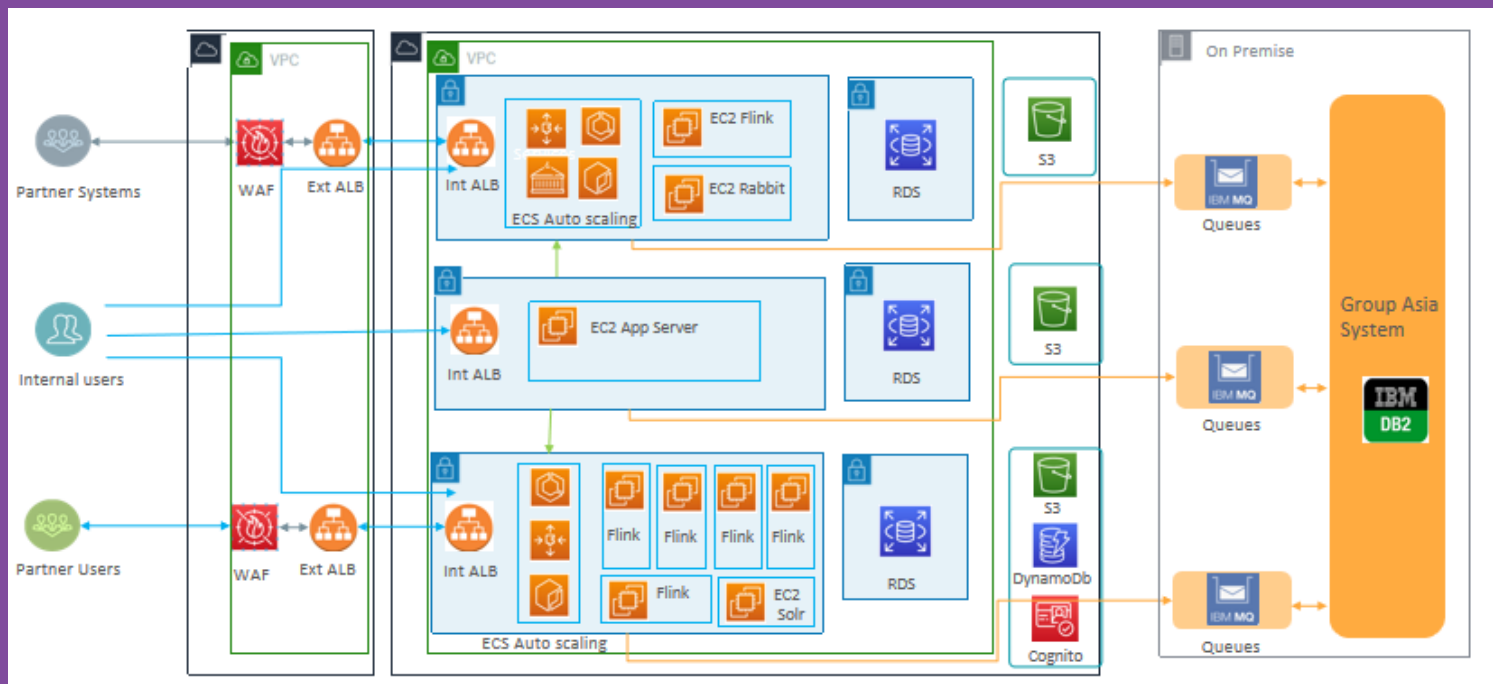 VPC
VPC
On Premise
Partner Systems
WAF
Ext ALB
Int ALB
ECS Auto scaling
EC2 Flink
EC2 Rabbit
RDS
S3
IBM MQ
Queues
Internal users
Int ALB
EC2 App Server
RDS
S3
IBM MQ
Queues
Group Asia
System
IBM
DB2
Partner Users
WAF
Ext ALB
Int ALB
ECS Auto scaling
Flink
Flink
Flink
Flink
Flink
EC2
Solr
RDS
S3
DynamoDb
Cognito
IBM MQ
Queues